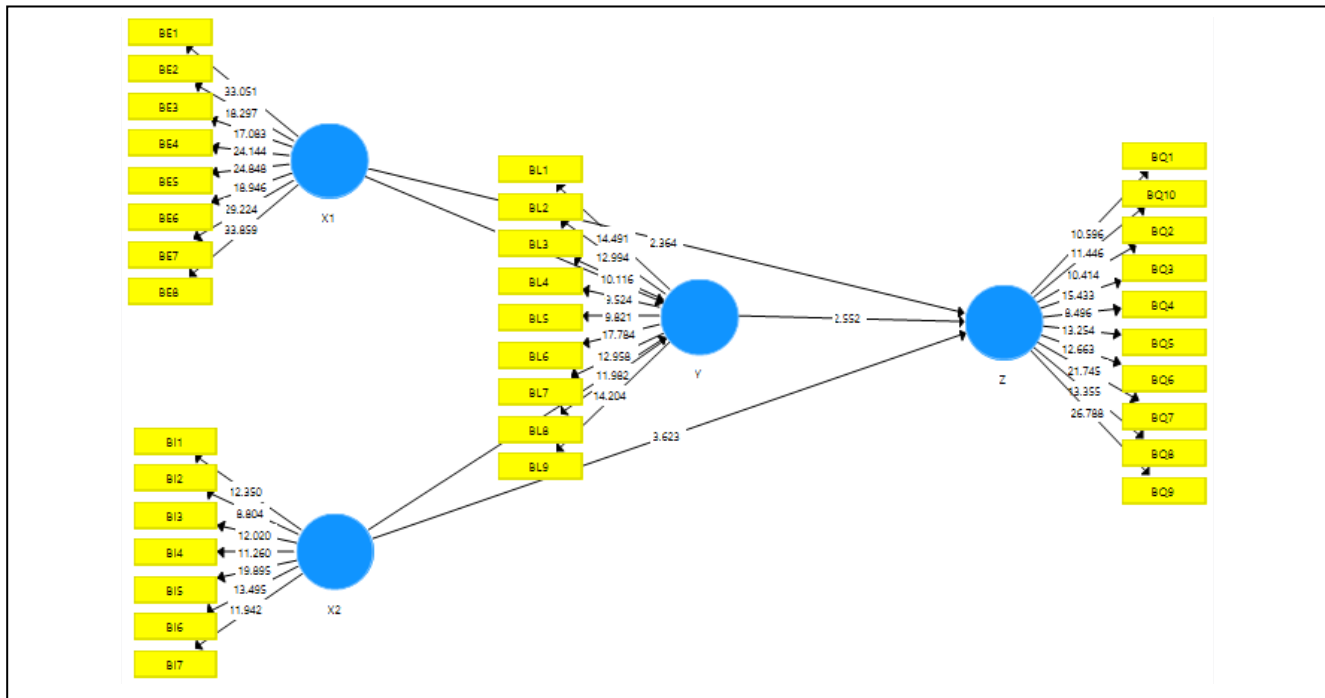 BE1
BE2
BE3
BE4
BE5
BE6
BE7
BE8
33.051
18.297
17.083
24.144
24.848
18.946
29.224
33.859
X1
BI1
BI2
BI3
BI4
BI5
BI6
BI7
12.350
8.804
12.020
11.260
19.895
13.495
11.942
X2
BL1
BL2
BL3
BL4
BL5
BL6
BL7
BL8
BL9
14.491
12.994
10.116
9.524
9.821
17.784
12.958
11.982
14.204
Y
2.364
2.552
3.623
Z
10.596
11.446
10.414
15.433
8.496
13.254
12.663
21.745
13.355
26.788
BQ1
BQ10
BQ2
BQ3
BQ4
BQ5
BQ6
BQ7
BQ8
BQ9